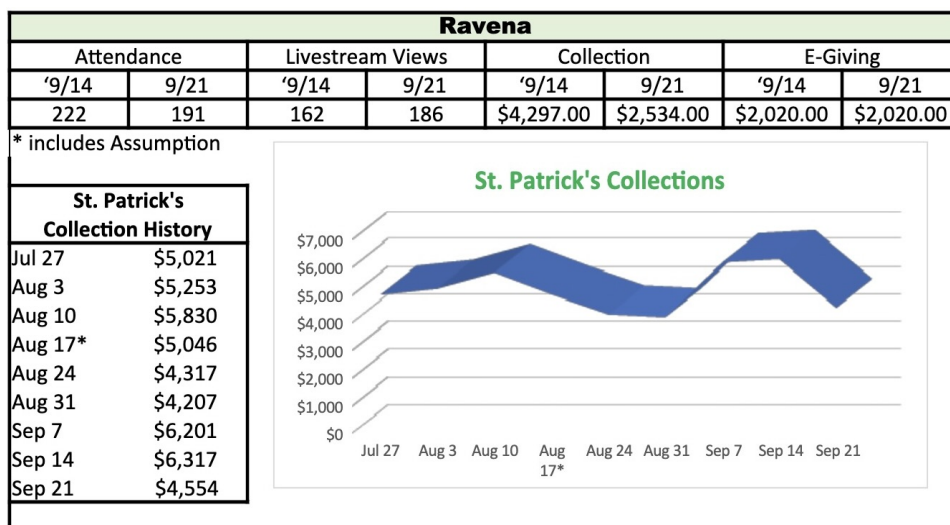 Ravena
Attendance Livestream Views Collection E-Giving
‘9/14 9/21 ‘9/14 9/21 ‘9/14 9/21 ‘9/14 9/21
222 191 162 186 $4,297.00 $2,534.00 $2,020.00 $2,020.00
* includes Assumption
St. Patrick's
Collection History
Jul 27 $5,021
Aug 3 $5,253
Aug 10 $5,830
Aug 17* $5,046
Aug 24 $4,317
Aug 31 $4,207
Sep 7 $6,201
Sep 14 $6,317
Sep 21 $4,554
St. Patrick's Collections
$7,000
$6,000
$5,000
$4,000
$3,000
$2,000
$1,000
$0
Jul 27 Aug 3 Aug 10 Aug Aug 24 Aug 31 Sep 7 Sep 14 Sep 21
17*